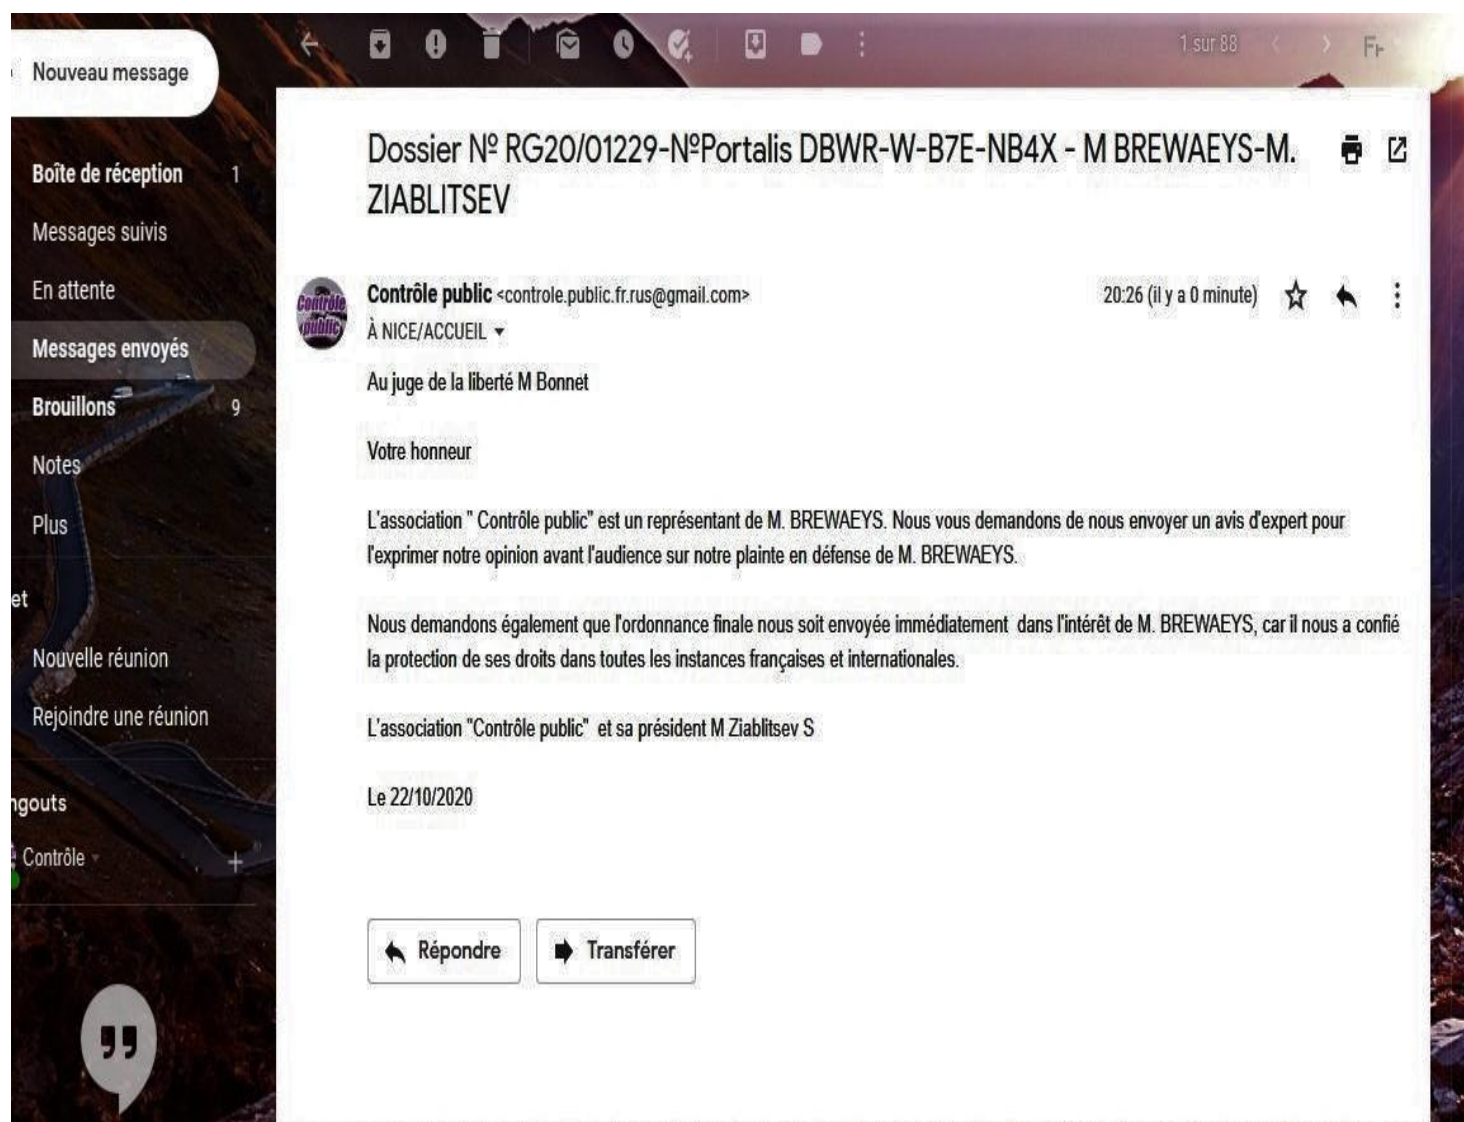 Nouveau message
1 sur 88
Fr
Boîte de réception 1
Messages suivis
En attente
Messages envoyés
Brouillons 9
Notes
Plus
et
Nouvelle réunion
Rejoindre une réunion
ngouts
Contrôle
Dossier Nº RG20/01229-NºPortalis DBWR-W-B7E-NB4X - M BREWAEYS-M.
ZIABLITSEV
Contrôle public
Contrôle public <controle.public.fr.rus@gmail.com> 20:26 (il y a 0 minute)
À NICE/ACCUEIL
Au juge de la liberté M Bonnet
Votre honneur
L'association " Contrôle public" est un représentant de M. BREWAEYS. Nous vous demandons de nous envoyer un avis d'expert pour
l'exprimer notre opinion avant l'audience sur notre plainte en défense de M. BREWAEYS.
Nous demandons également que l'ordonnance finale nous soit envoyée immédiatement dans l'intérêt de M. BREWAEYS, car il nous a confié
la protection de ses droits dans toutes les instances françaises et internationales.
L'association "Contrôle public" et sa président M Ziablitsev S
Le 22/10/2020
Répondre
Transférer